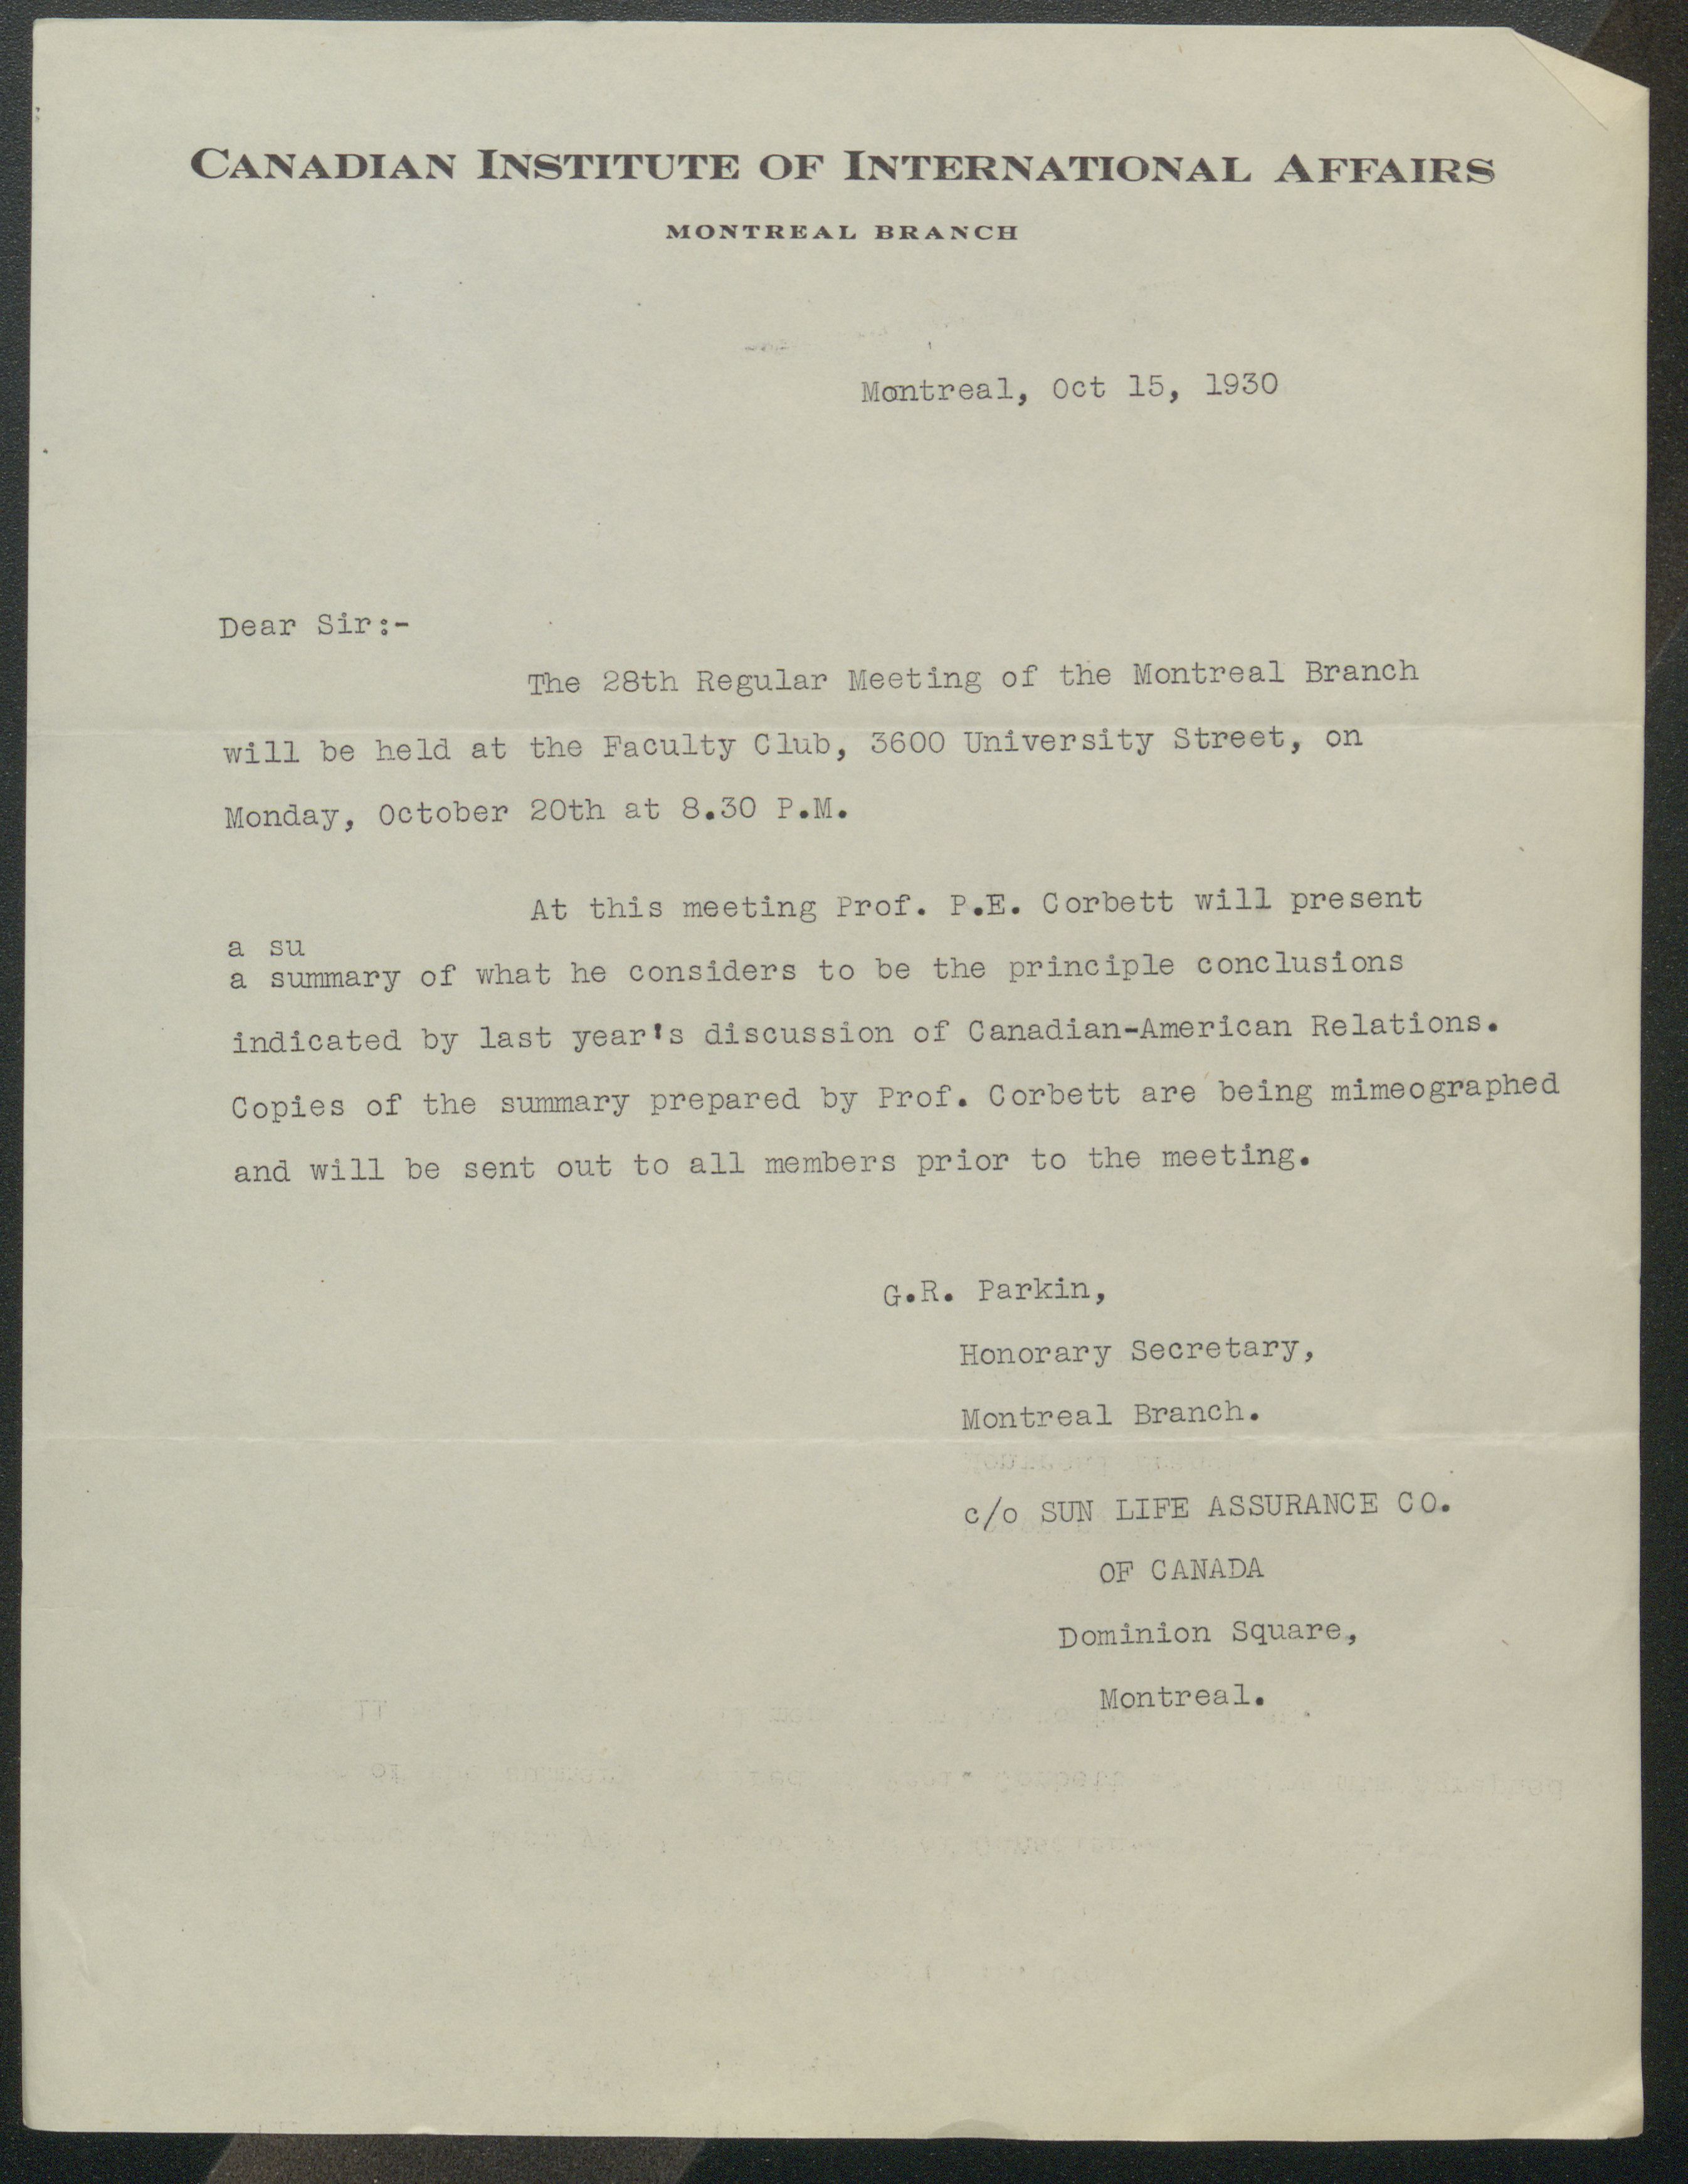 CANADIAN INSTITUTE OF INTERNATIONAL AFFAIRS
MONTREAL BRANCH
Montreal, Oct 15, 1930
Dear Sir:-
The 28th Regular Meeting of the Montreal Branch
will be held at the Faculty Club, 3600 University Street, on
Monday, October 20th at 8.30 P.M.
At this meeting Prof. P.E. Corbett will present
a su
a summary of what he considers to be the principle conclusions
indicated by last year's discussion of Canadian-American Relations.
Copies of the summary prepared by Prof. Corbett are being mimeographed
and will be sent out to all members prior to the meeting.
G.R. Parkin,
Honorary Secretary,
Montreal Branch.
c/o SUN LIFE ASSURANCE CO.
OF CANADA
Dominion Square,
Montreal.